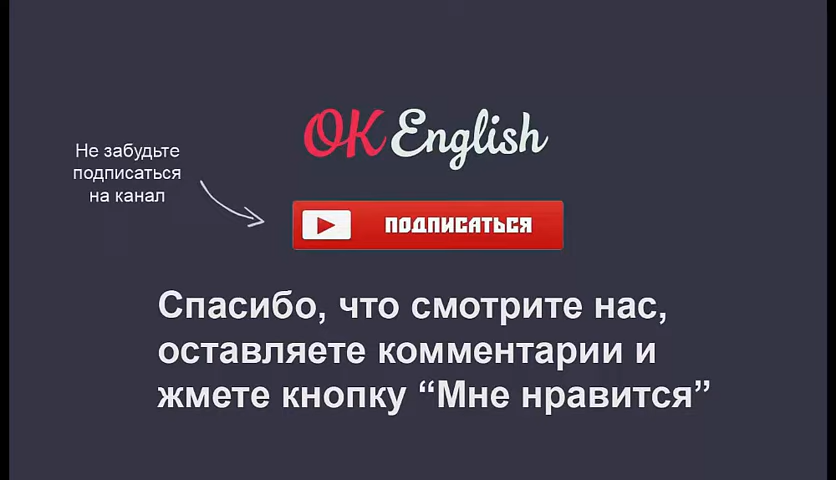 OK English
Не забудьте
подписаться
на канал
ПОДПИСАТЬСЯ
Спасибо, что смотрите нас,
оставляете комментарии и
жмете кнопку “Мне нравится”